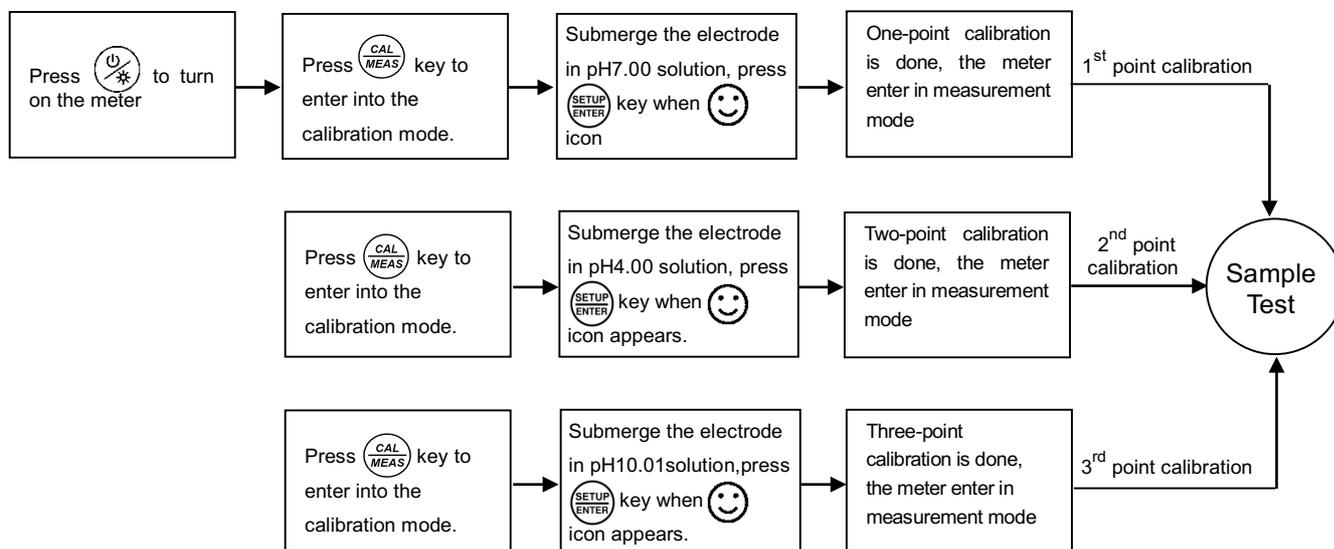 Press to turn
on the meter
Press CAL
MEAS key to
enter into the
calibration mode.
Submerge the electrode
in pH7.00 solution, press
SETUP
ENTER key when
icon
One-point calibration
is done, the meter
enter in measurement
mode
1st point calibration
Press CAL
MEAS key to
enter into the
calibration mode.
Submerge the electrode
in pH4.00 solution, press
SETUP
ENTER key when
icon appears.
Two-point calibration
is done, the meter
enter in measurement
mode
2nd point
calibration
Sample
Test
Press CAL
MEAS key to
enter into the
calibration mode.
Submerge the electrode
in pH10.01solution,press
SETUP
ENTER key when
icon appears.
Three-point
calibration is done,
the meter enter in
measurement mode
3rd point calibration